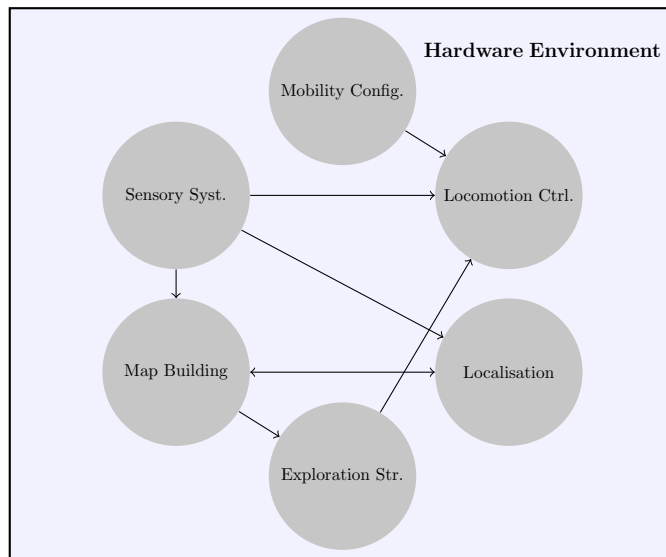 Hardware Environment
Mobility Config.
Sensory Syst.
Locomotion Ctrl.
Map Building
Localisation
Exploration Str.